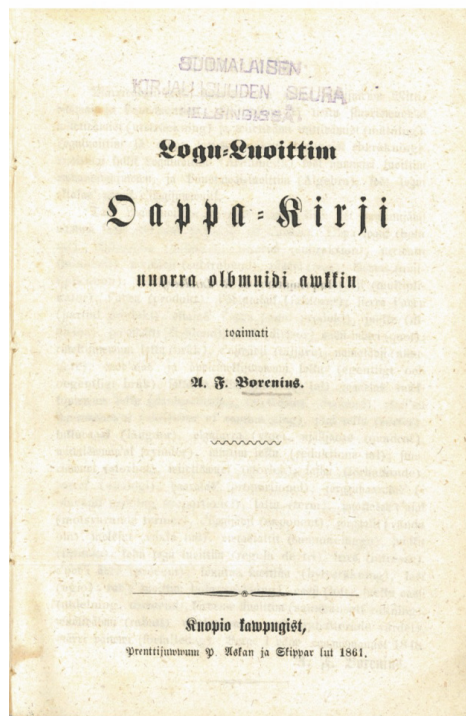 SUOMALAISEN
KIRJALLISUUDEN SEURA
HELSINGISSÄ
Logu-Luoittim
Oappa-Kirji
nuorra olbmuidi awkkin
toaimati
A. F. Borenius.
Kuopio kawpugist,
Prenttijuwwum P. Askan ja Skippar lut 1861.